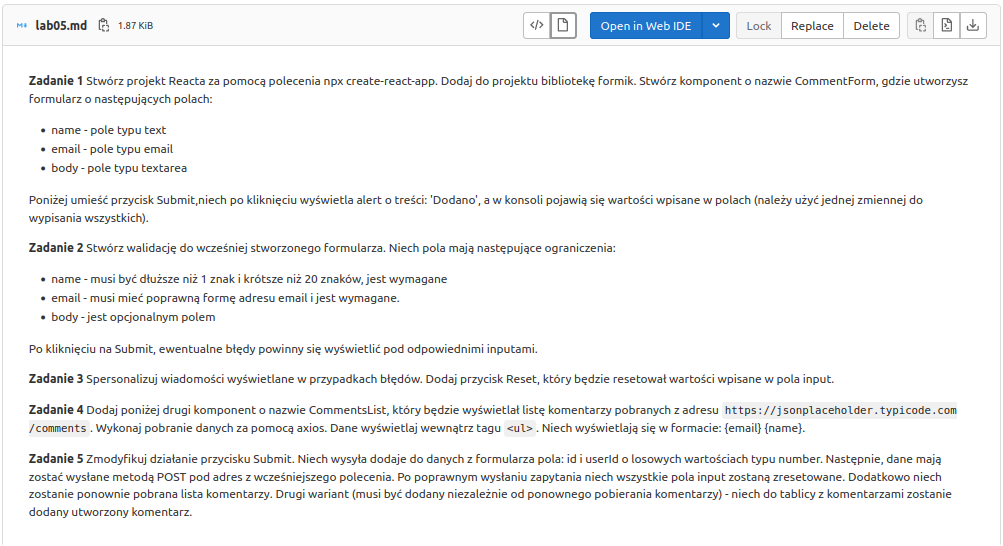 lab05.md 1.87 KiB Open in Web IDE Lock Replace Delete
Zadanie 1 Stwórz projekt Reacta za pomocą polecenia npx create-react-app. Dodaj do projektu bibliotekę formik. Stwórz komponent o nazwie CommentForm, gdzie utworzysz
formularz o następujących polach:
• name - pole typu text
• email - pole typu email
• body - pole typu textarea
Poniżej umieść przycisk Submit,niech po kliknięciu wyświetla alert o treści: 'Dodano', a w konsoli pojawią się wartości wpisane w polach (należy użyć jednej zmiennej do
wypisania wszystkich).
Zadanie 2 Stwórz walidację do wcześniej stworzonego formularza. Niech pola mają następujące ograniczenia:
• name - musi być dłuższe niż 1 znak i krótsze niż 20 znaków, jest wymagane
• email - musi mieć poprawną formę adresu email i jest wymagane.
• body - jest opcjonalnym polem
Po kliknięciu na Submit, ewentualne błędy powinny się wyświetlić pod odpowiednimi inputami.
Zadanie 3 Spersonalizuj wiadomości wyświetlane w przypadkach błędów. Dodaj przycisk Reset, który będzie resetował wartości wpisane w pola input.
Zadanie 4 Dodaj poniżej drugi komponent o nazwie CommentsList, który będzie wyświetlał listę komentarzy pobranych z adresu https://jsonplaceholder.typicode.com
/comments. Wykonaj pobranie danych za pomocą axios. Dane wyświetlaj wewnątrz tagu <ul>. Niech wyświetlają się w formacie: {email} {name}.
Zadanie 5 Zmodyfikuj działanie przycisku Submit. Niech wysyła dodaje do danych z formularza pola: id i userId o losowych wartościach typu number. Następnie, dane mają
zostać wysłane metodą POST pod adres z wcześniejszego polecenia. Po poprawnym wysłaniu zapytania niech wszystkie pola input zostaną zresetowane. Dodatkowo niech
zostanie ponownie pobrana lista komentarzy. Drugi wariant (musi być dodany niezależnie od ponownego pobierania komentarzy) - niech do tablicy z komentarzami zostanie
dodany utworzony komentarz.